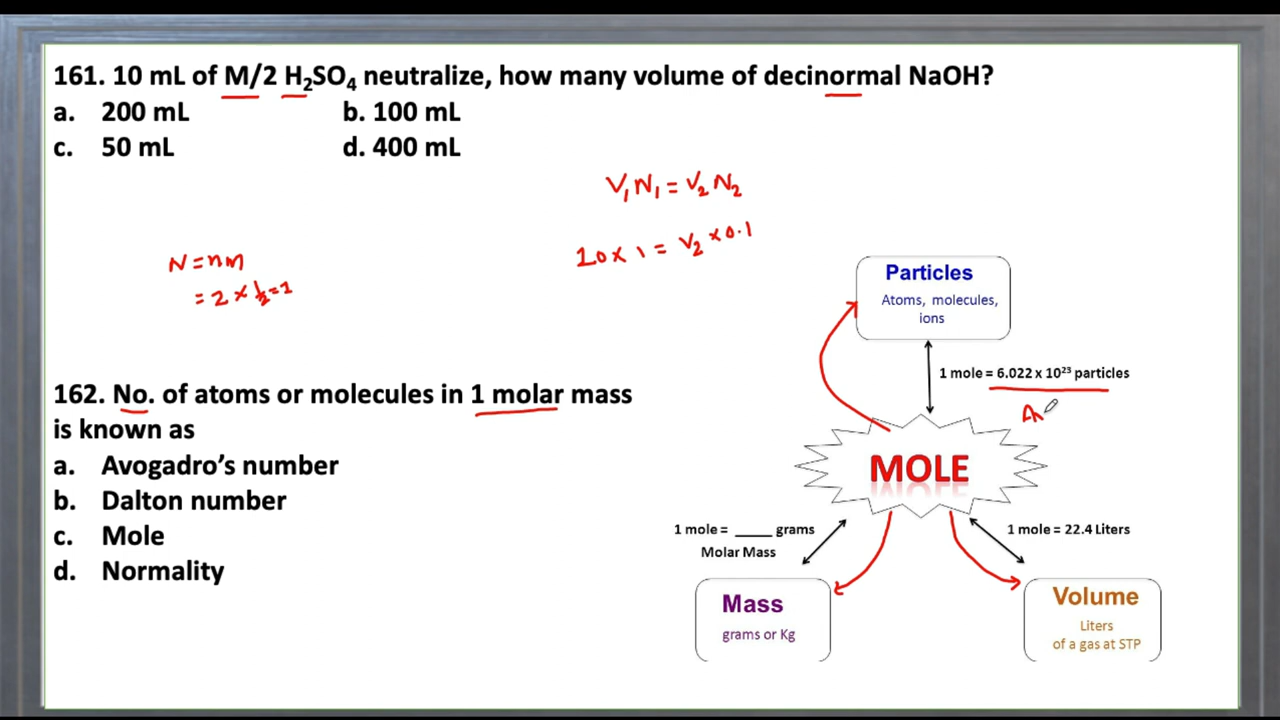 161. 10 mL of M/2 H₂SO₄ neutralize, how many volume of decinormal NaOH?
a. 200 mL b. 100 mL
c. 50 mL d. 400 mL
V₁N₁ = V₂N₂
10 × 1 = V₂ × 0.1
N = nm
= 2 × 1/2 = 1
Particles
Atoms, molecules,
ions
1 mole = 6.022 x 10²³ particles
162. No. of atoms or molecules in 1 molar mass
is known as
a. Avogadro's number
b. Dalton number
c. Mole
d. Normality
MOLE
1 mole = _____ grams
Molar Mass
1 mole = 22.4 Liters
Mass
grams or Kg
Volume
Liters
of a gas at STP